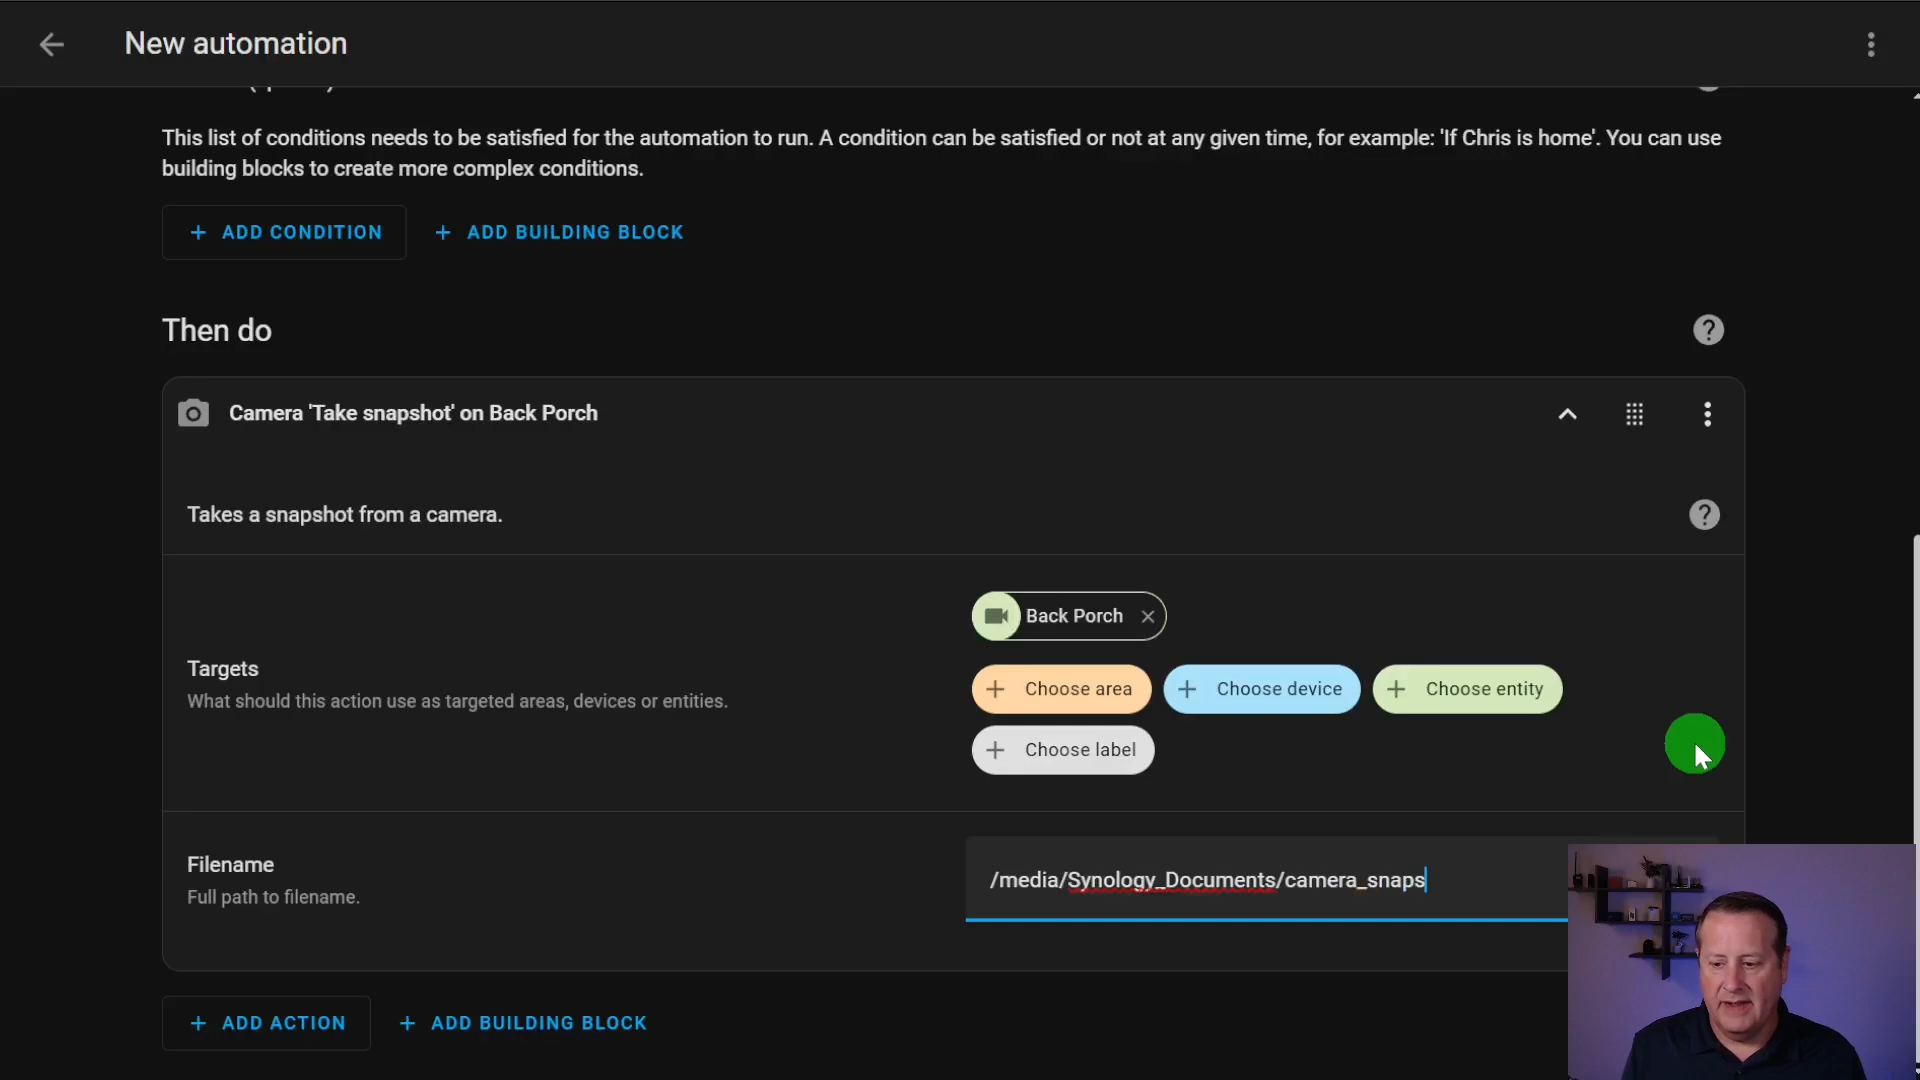 New automation
This list of conditions needs to be satisfied for the automation to run. A condition can be satisfied or not at any given time, for example: 'If Chris is home'. You can use
building blocks to create more complex conditions.
+ ADD CONDITION + ADD BUILDING BLOCK
Then do
Camera 'Take snapshot' on Back Porch
Takes a snapshot from a camera.
Back Porch
Targets
What should this action use as targeted areas, devices or entities.
+ Choose area + Choose device + Choose entity
+ Choose label
Filename
Full path to filename.
/media/Synology_Documents/camera_snaps
+ ADD ACTION + ADD BUILDING BLOCK